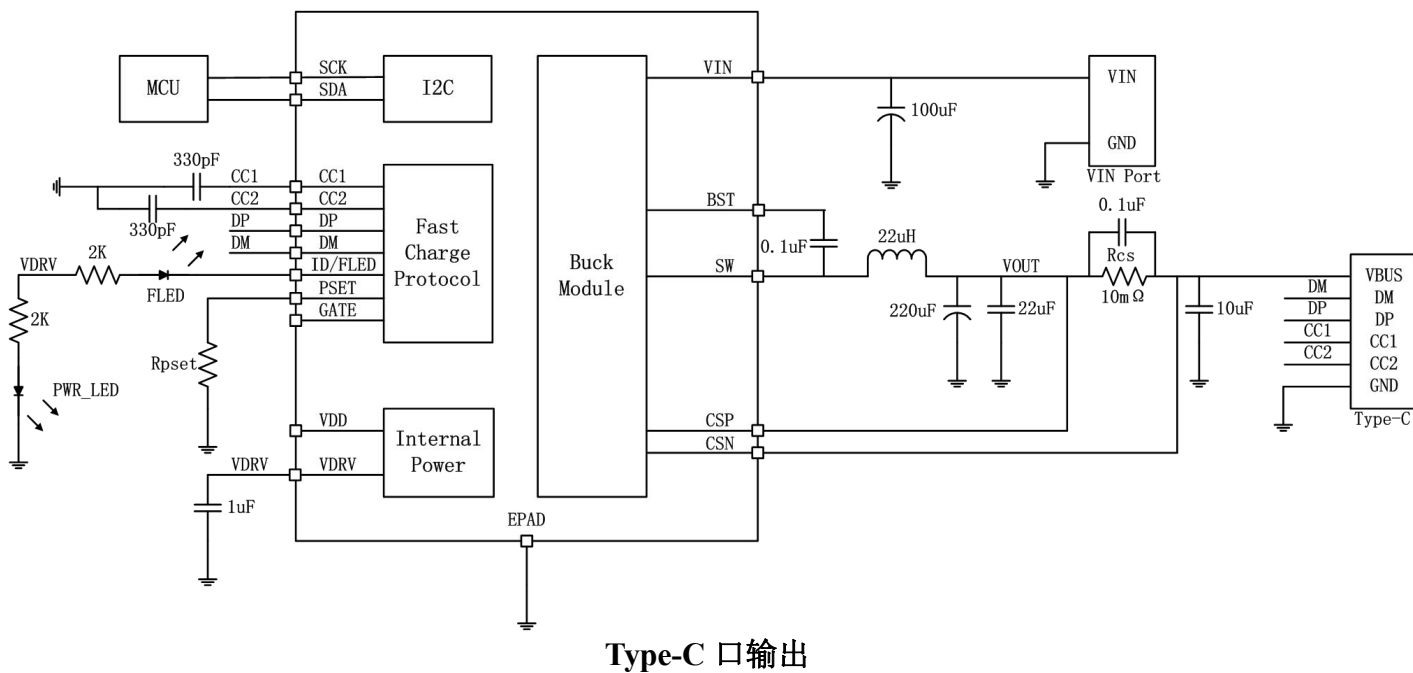 MCU
SCK
SDA
I2C
VIN
VIN
100uF
GND
VIN Port
330pF
CC1
CC1
CC2
CC2
330pF
DP
DP
DM
DM
ID/FLED
PSET
GATE
Fast
Charge
Protocol
VDRV
2K
FLED
2K
PWR_LED
Rpset
Buck
Module
BST
0.1uF
SW
22uH
VOUT
0.1uF
Rcs
10mΩ
220uF
22uF
10uF
VBUS
DM
DM
DP
DP
CC1
CC1
CC2
CC2
GND
Type-C
CSP
CSN
VDD
VDRV
VDRV
Internal
Power
1uF
EPAD
Type-C 口输出